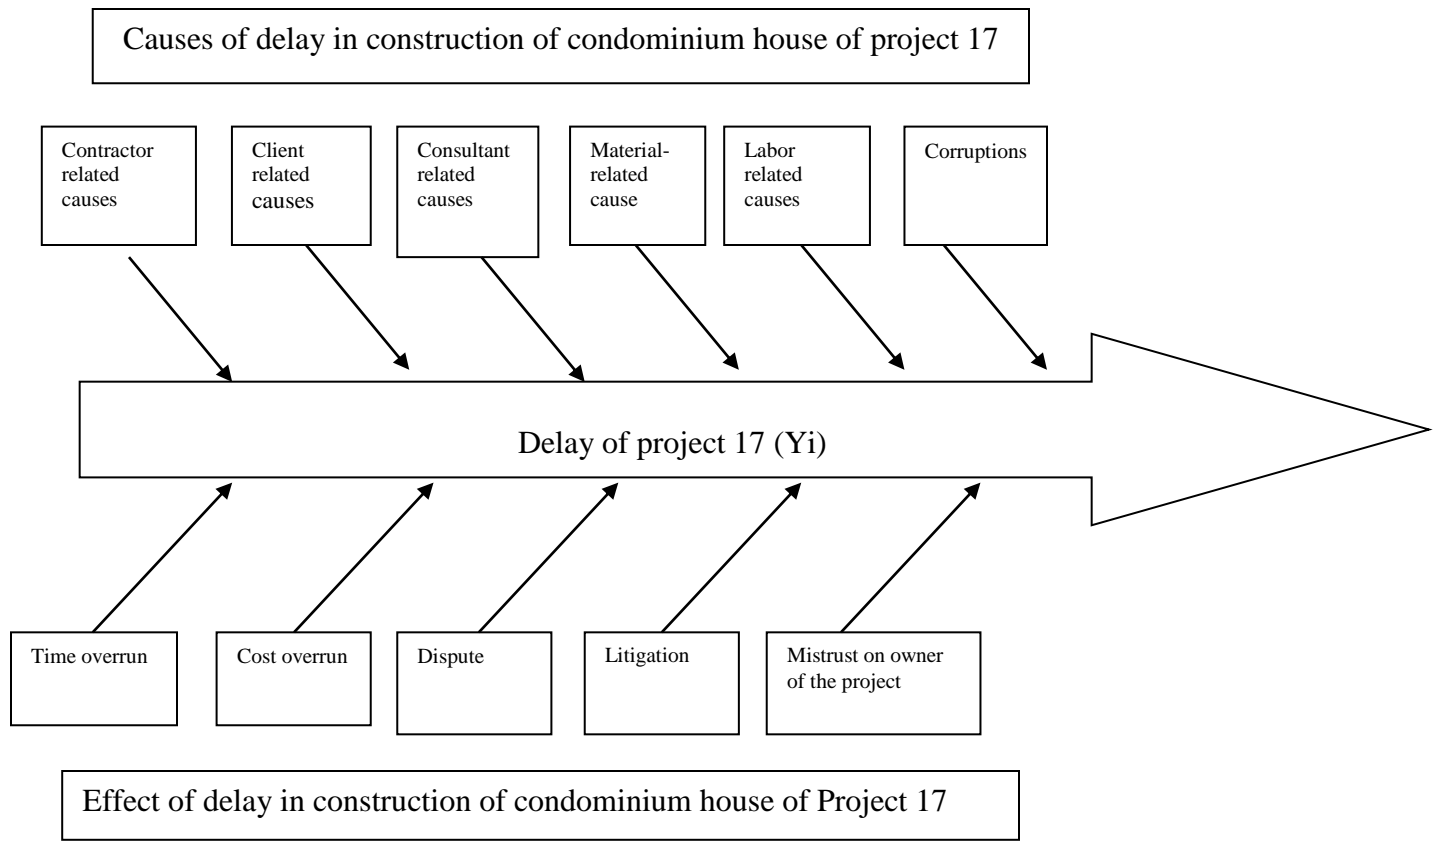 Causes of delay in construction of condominium house of project 17
Contractor
related
causes
Client
related
causes
Consultant
related
causes
Material-
related
cause
Labor
related
causes
Corruptions
Delay of project 17 (Yi)
Time overrun
Cost overrun
Dispute
Litigation
Mistrust on owner
of the project
Effect of delay in construction of condominium house of Project 17